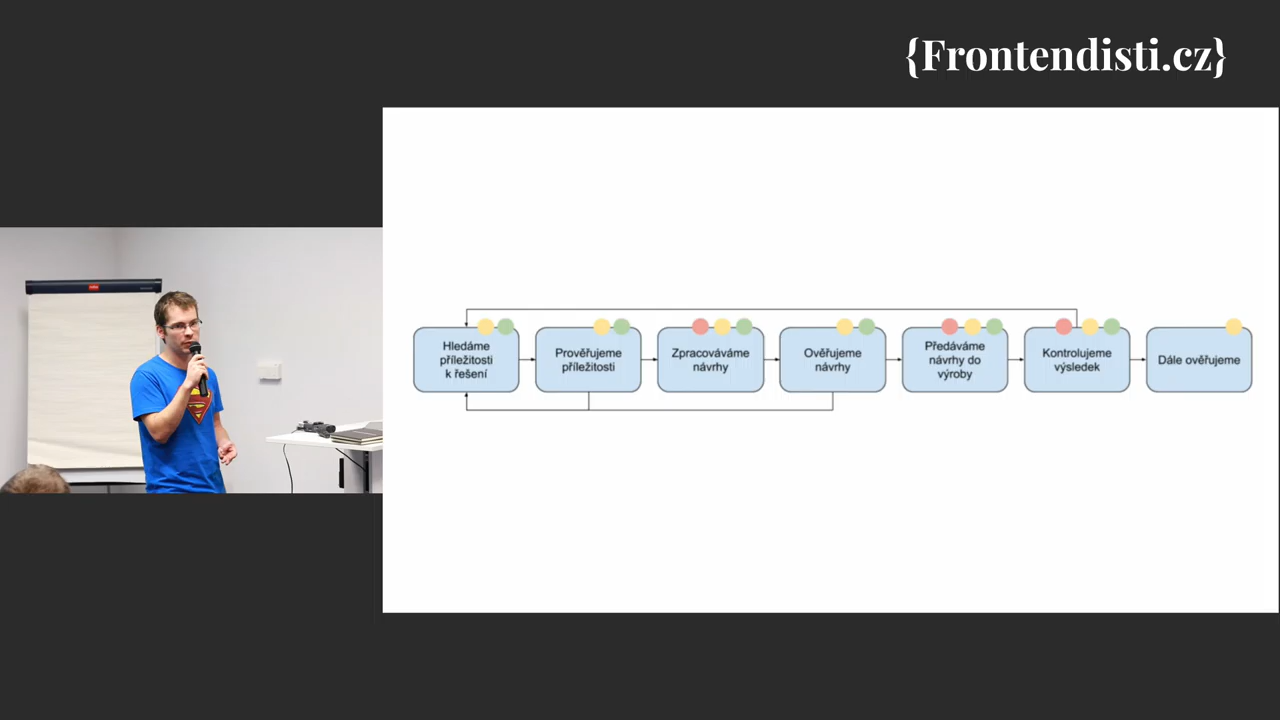 {Frontendisti.cz}
Hledáme
příležitosti
k řešení
Prověřujeme
příležitosti
Zpracováváme
návrhy
Ověřujeme
návrhy
Předáváme
návrhy do
výroby
Kontrolujeme
výsledek
Dále ověřujeme